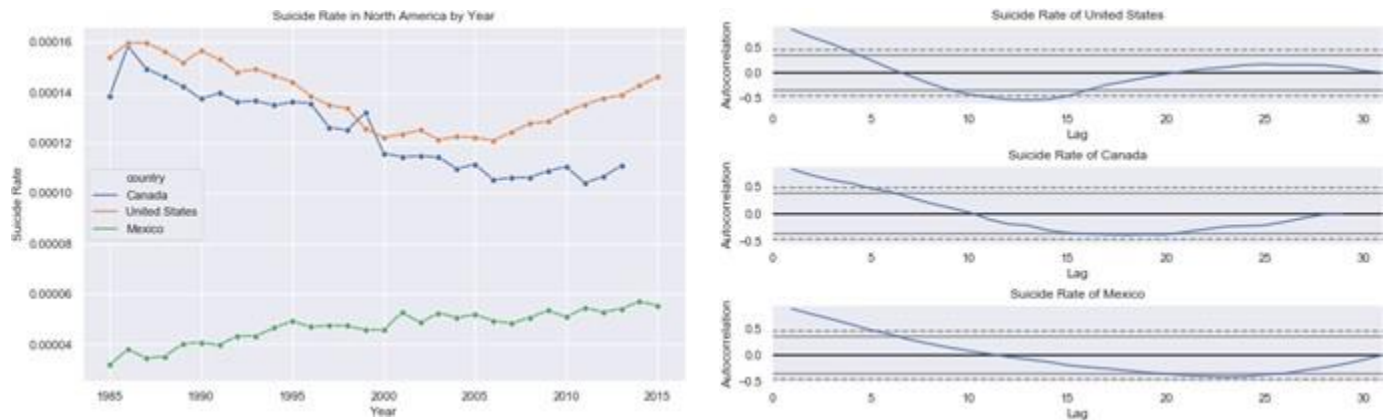 Suicide Rate in North America by Year
Suicide Rate
0.00016
0.00014
0.00012
0.00010
0.00008
0.00006
0.00004
country
Canada
United States
Mexico
1985 1990 1995 2000 2005 2010 2015
Year
Suicide Rate of United States
Autocorrelation
0.5
0.0
−0.5
0 5 10 15 20 25 30
Lag
Suicide Rate of Canada
Autocorrelation
0.5
0.0
−0.5
0 5 10 15 20 25 30
Lag
Suicide Rate of Mexico
Autocorrelation
0.5
0.0
−0.5
0 5 10 15 20 25 30
Lag